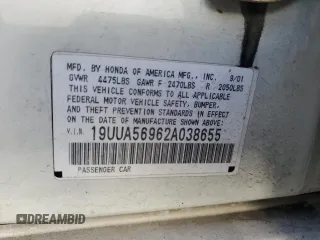 MFD. BY HONDA OF AMERICA MFG., INC. 9/01
GVWR 4475LBS GAWR F 2470LBS R 2050LBS
THIS VEHICLE CONFORMS TO ALL APPLICABLE
FEDERAL MOTOR VEHICLE SAFETY, BUMPER,
AND THEFT PREVENTION STANDARDS IN EFFECT
ON THE DATE OF MANUFACTURE SHOWN ABOVE.
V.I.N. 19UUA56962A038655
PASSENGER CAR
DREAMBID